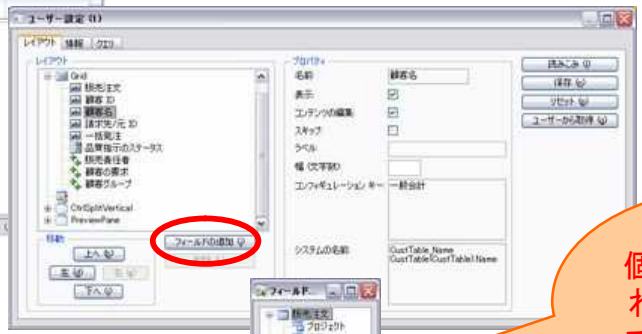 ユーザー設定 (1)
レイアウト 情報 クエリ
レイアウト
Grid
販売注文
顧客 ID
顧客名
請求先/元 ID
一括発注
品質指示のステータス
販売責任者
顧客の要求
顧客グループ
CtrlSplitVertical
PreviewPane
移動
上へ
左
右
下へ
フィールドの追加
プロパティ
名前 顧客名
表示
コンテンツの編集
スキップ
ラベル
幅 (文字数)
コンフィギュレーション キー 一般会計
システムの名前 CustTable_Name
CustTable(CustTable).Name
読み込み
保存
リセット
ユーザーから取得
フィールド...
販売注文
プロジェクト